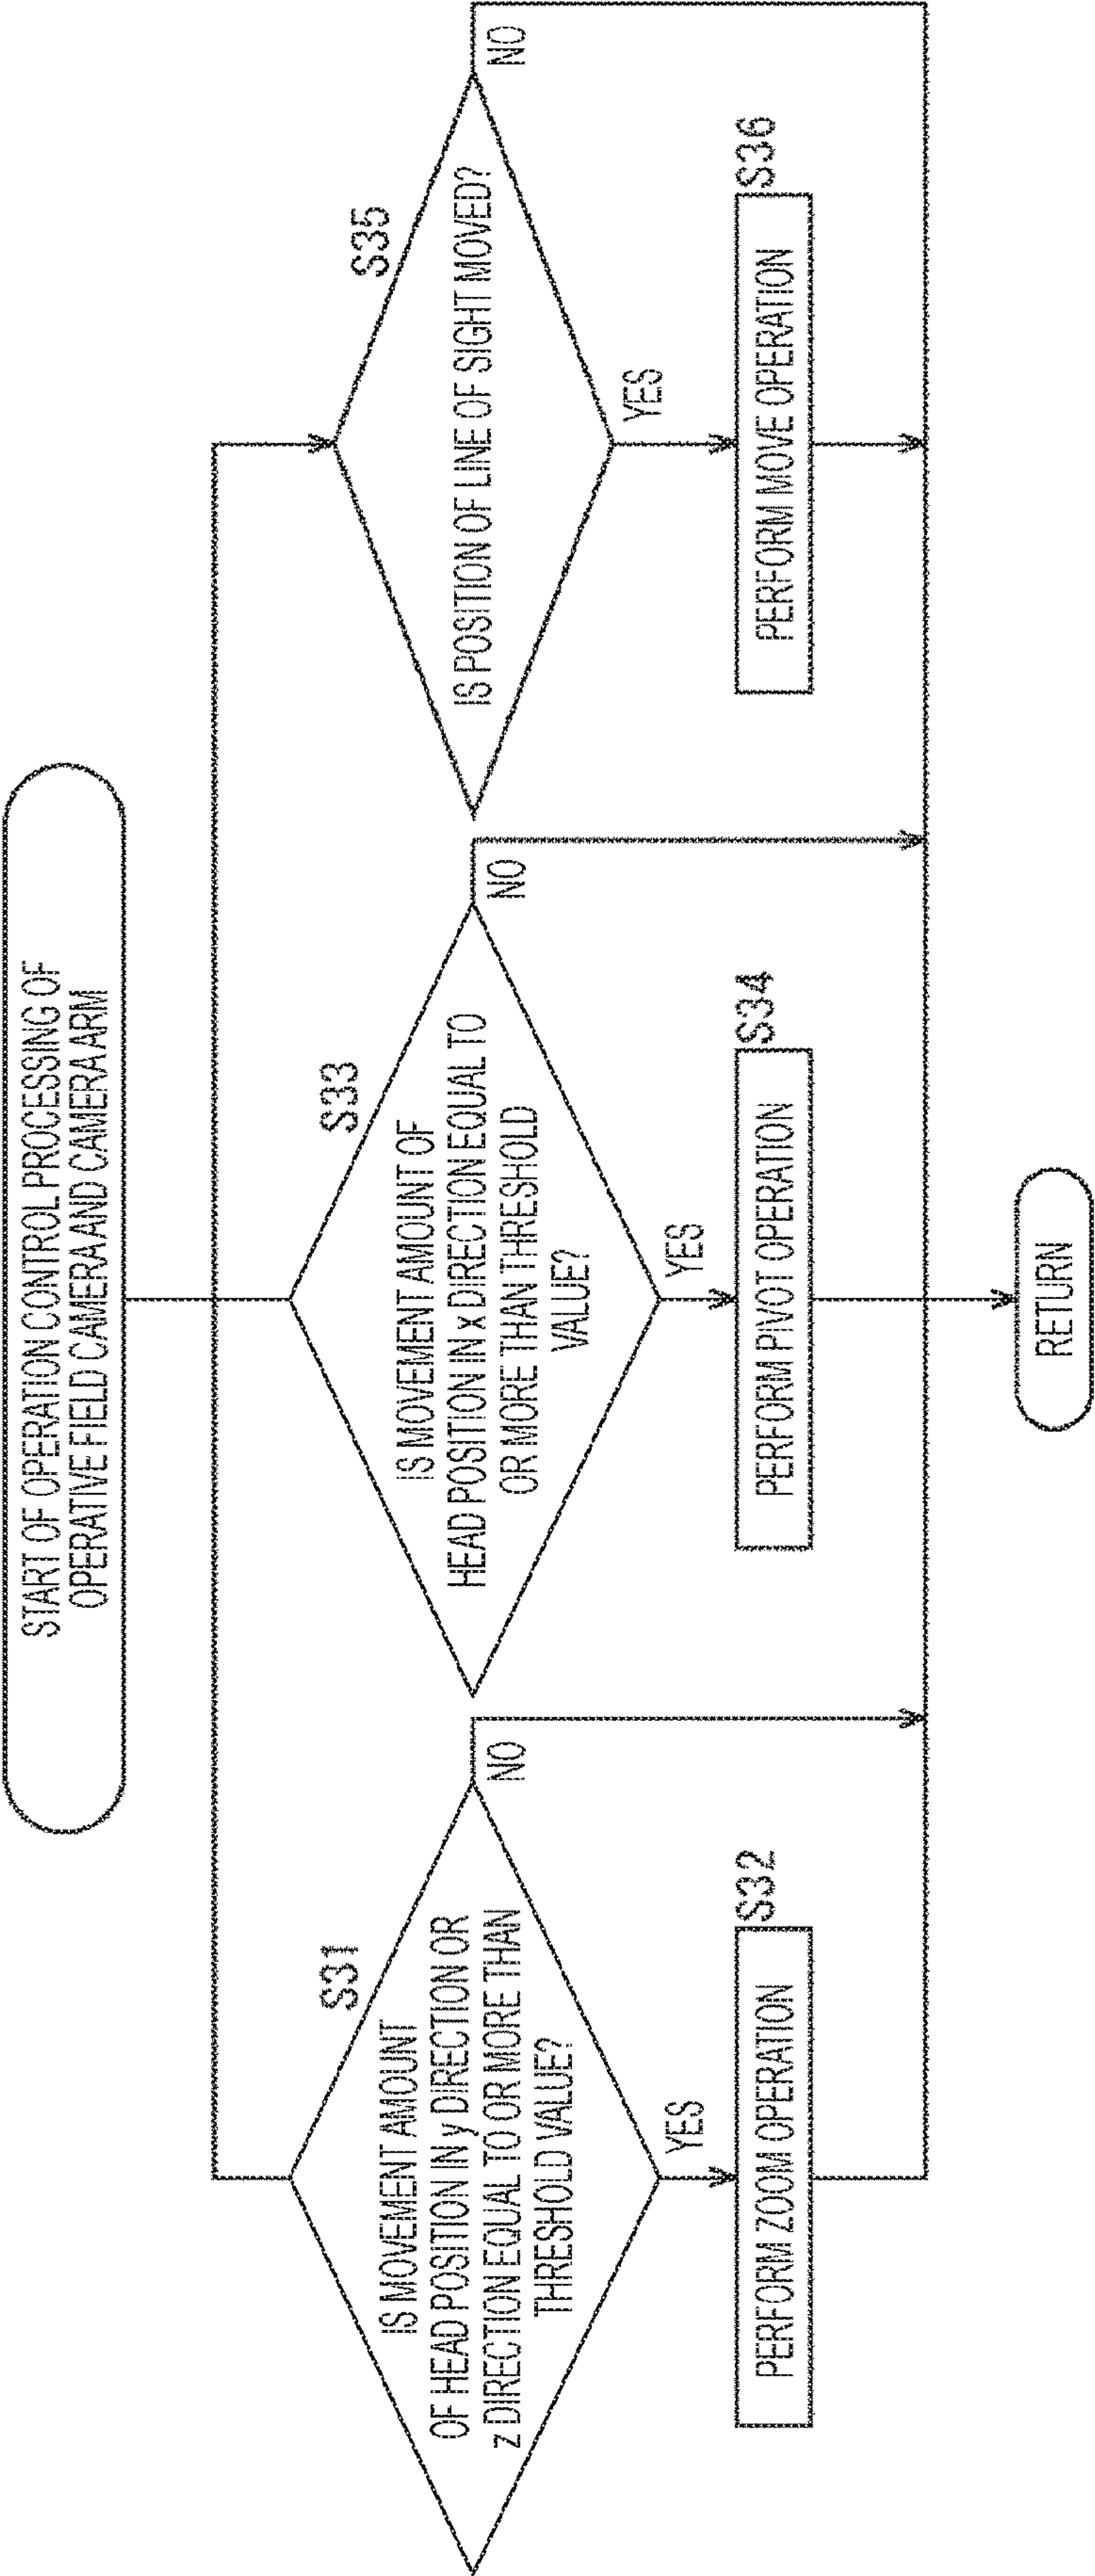 START OF OPERATION CONTROL PROCESSING OF
OPERATIVE FIELD CAMERA AND CAMERA ARM
S31
IS MOVEMENT AMOUNT
OF HEAD POSITION IN y DIRECTION OR
z DIRECTION EQUAL TO OR MORE THAN
THRESHOLD VALUE?
NO
YES
S32
PERFORM ZOOM OPERATION
S33
IS MOVEMENT AMOUNT OF
HEAD POSITION IN x DIRECTION EQUAL TO
OR MORE THAN THRESHOLD
VALUE?
NO
YES
S34
PERFORM PIVOT OPERATION
S35
IS POSITION OF LINE OF SIGHT MOVED?
NO
YES
S36
PERFORM MOVE OPERATION
RETURN